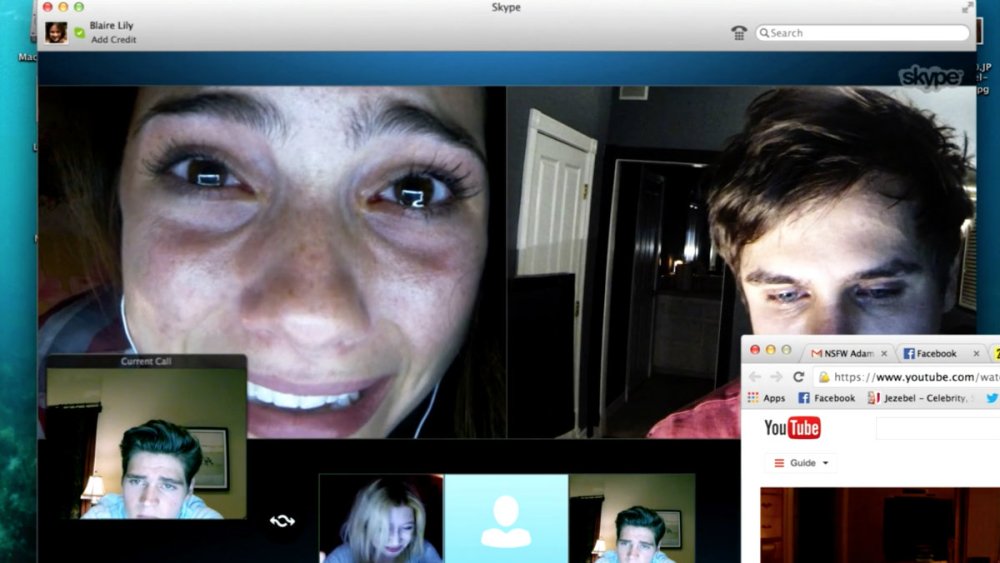 Skype
Blaire Lily
Add Credit
Search
Mac
skype
Current Call
NSFW Adam
Facebook
https://www.youtube.com/wat
Apps
Facebook
Jezebel – Celebrity, S
YouTube
Guide